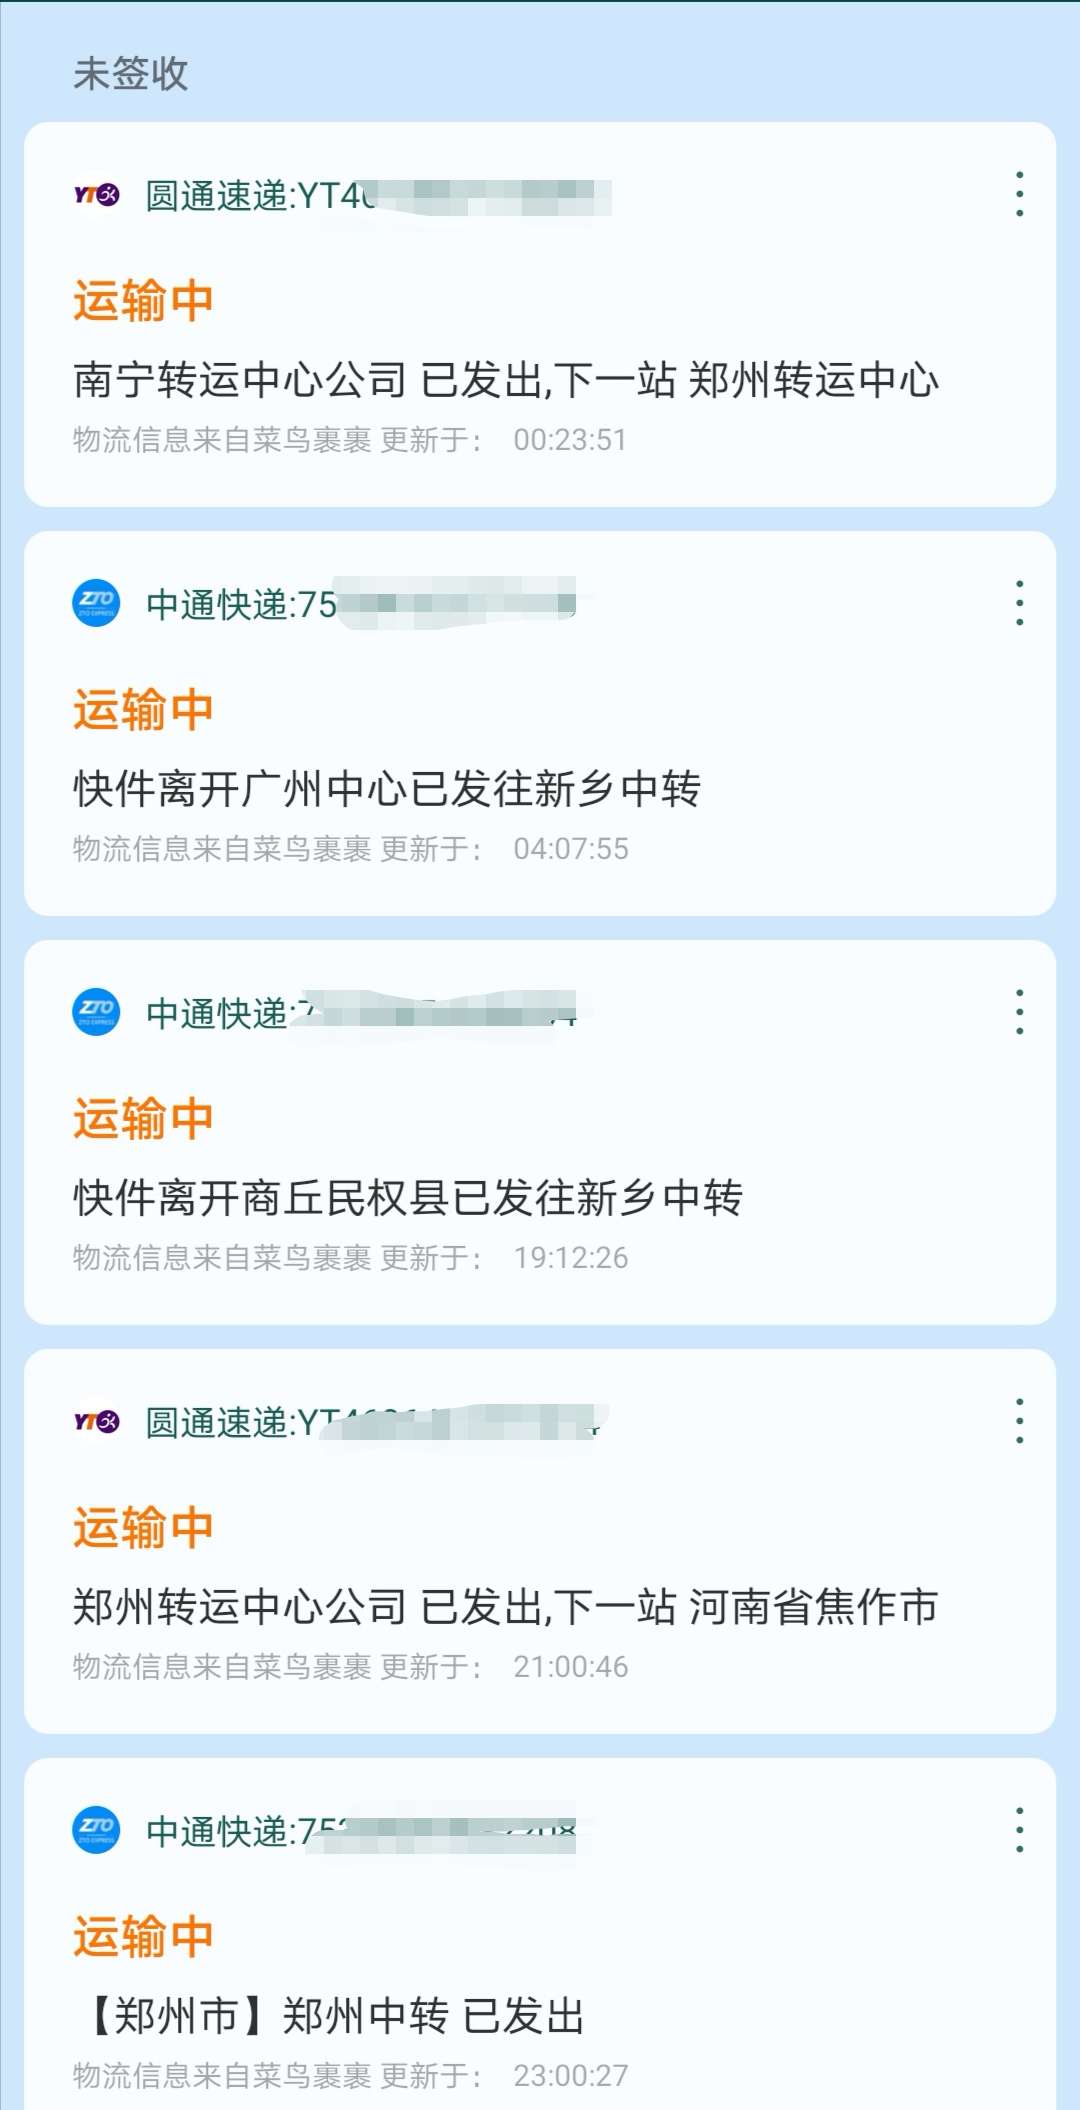 未签收
YTO
圆通速递:YT4
运输中
南宁转运中心公司 已发出,下一站 郑州转运中心
物流信息来自菜鸟裹裹 更新于： 00:23:51
ZTO
ZTO EXPRESS
中通快递:75
运输中
快件离开广州中心已发往新乡中转
物流信息来自菜鸟裹裹 更新于： 04:07:55
ZTO
ZTO EXPRESS
中通快递:7
运输中
快件离开商丘民权县已发往新乡中转
物流信息来自菜鸟裹裹 更新于： 19:12:26
YTO
圆通速递:YT
运输中
郑州转运中心公司 已发出,下一站 河南省焦作市
物流信息来自菜鸟裹裹 更新于： 21:00:46
ZTO
ZTO EXPRESS
中通快递:75
运输中
【郑州市】郑州中转 已发出
物流信息来自菜鸟裹裹 更新于： 23:00:27